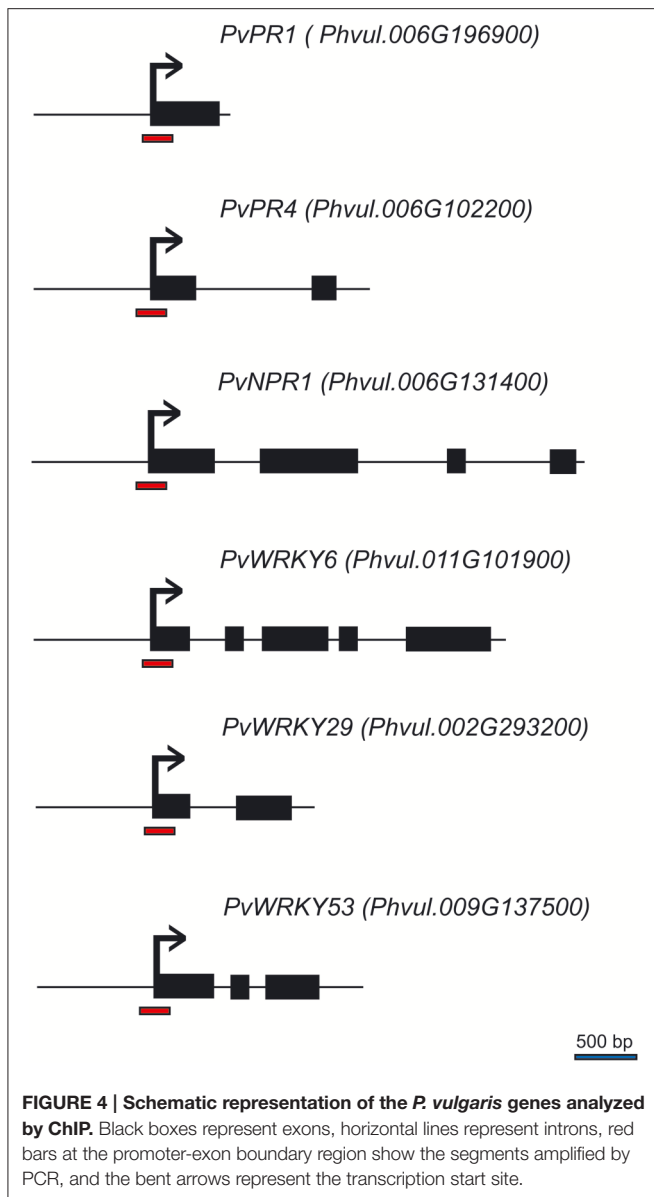 PvPR1 ( Phvul.006G196900)
PvPR4 (Phvul.006G102200)
PvNPR1 (Phvul.006G131400)
PvWRKY6 (Phvul.011G101900)
PvWRKY29 (Phvul.002G293200)
PvWRKY53 (Phvul.009G137500)
500 bp
FIGURE 4 | Schematic representation of the P. vulgaris genes analyzed
by ChIP. Black boxes represent exons, horizontal lines represent introns, red
bars at the promoter-exon boundary region show the segments amplified by
PCR, and the bent arrows represent the transcription start site.